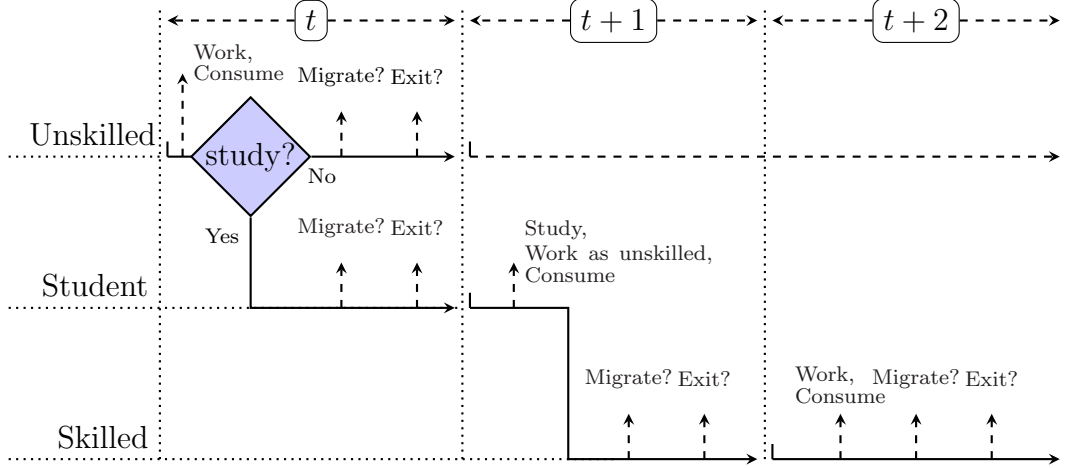 t
t + 1
t + 2
Work,
Consume
Migrate? Exit?
Unskilled
study?
No
Yes
Migrate? Exit?
Study,
Work as unskilled,
Consume
Student
Migrate? Exit?
Work,
Consume
Migrate? Exit?
Skilled